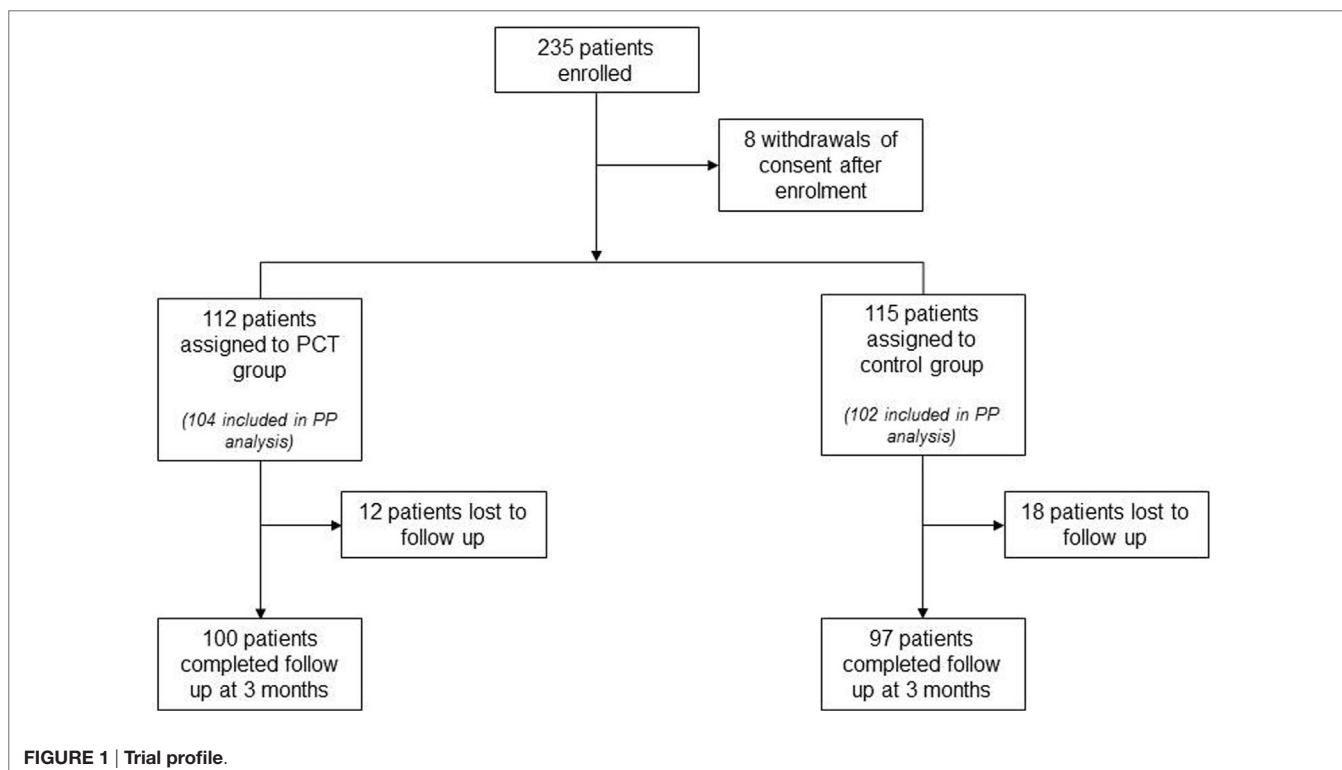 235 patients
enrolled
8 withdrawals of
consent after
enrolment
112 patients
assigned to PCT
group
(104 included in PP
analysis)
115 patients
assigned to
control group
(102 included in PP
analysis)
12 patients lost to
follow up
18 patients lost to
follow up
100 patients
completed follow
up at 3 months
97 patients
completed follow
up at 3 months
FIGURE 1 | Trial profile.